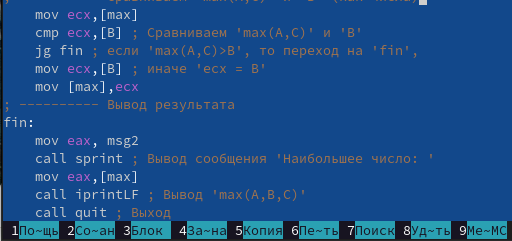 mov ecx,[max]
cmp ecx,[B] ; Сравниваем 'max(A,C)' и 'B'
jg fin ; если 'max(A,C)>B', то переход на 'fin',
mov ecx,[B] ; иначе 'ecx = B'
mov [max],ecx
; ---------- Вывод результата
fin:
mov eax, msg2
call sprint ; Вывод сообщения 'Наибольшее число: '
mov eax,[max]
call iprintLF ; Вывод 'max(A,B,C)'
call quit ; Выход
1По~щь 2Со~ан 3Блок 4За~на 5Копия 6Пе~ть 7Поиск 8Уд~ть 9Ме~МС